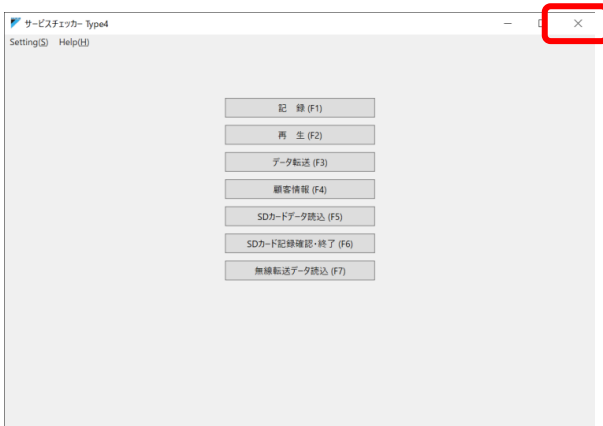 サービスチェッカー Type4
Setting(S) Help(H)
記　録 (F1)
再　生 (F2)
データ転送 (F3)
顧客情報 (F4)
SDカードデータ読込 (F5)
SDカード記録確認・終了 (F6)
無線転送データ読込 (F7)